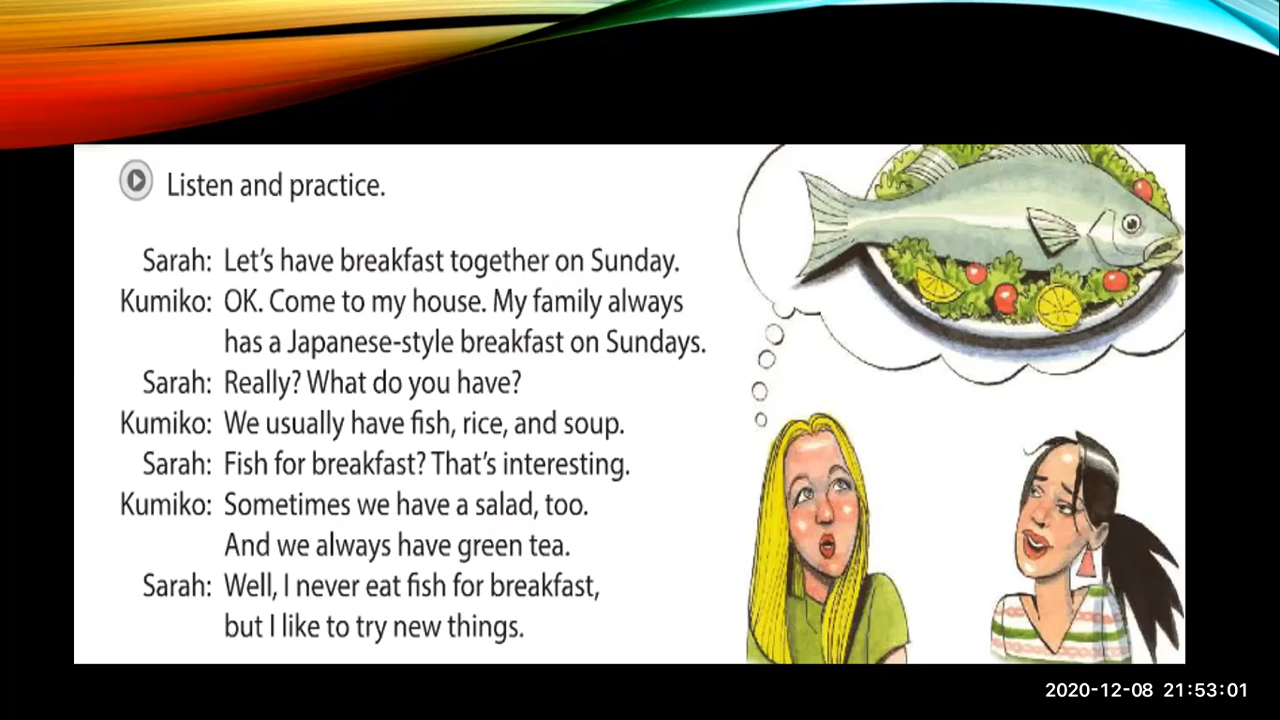 Listen and practice.
Sarah: Let's have breakfast together on Sunday.
Kumiko: OK. Come to my house. My family always
has a Japanese-style breakfast on Sundays.
Sarah: Really? What do you have?
Kumiko: We usually have fish, rice, and soup.
Sarah: Fish for breakfast? That's interesting.
Kumiko: Sometimes we have a salad, too.
And we always have green tea.
Sarah: Well, I never eat fish for breakfast,
but I like to try new things.
2020-12-08 21:53:01